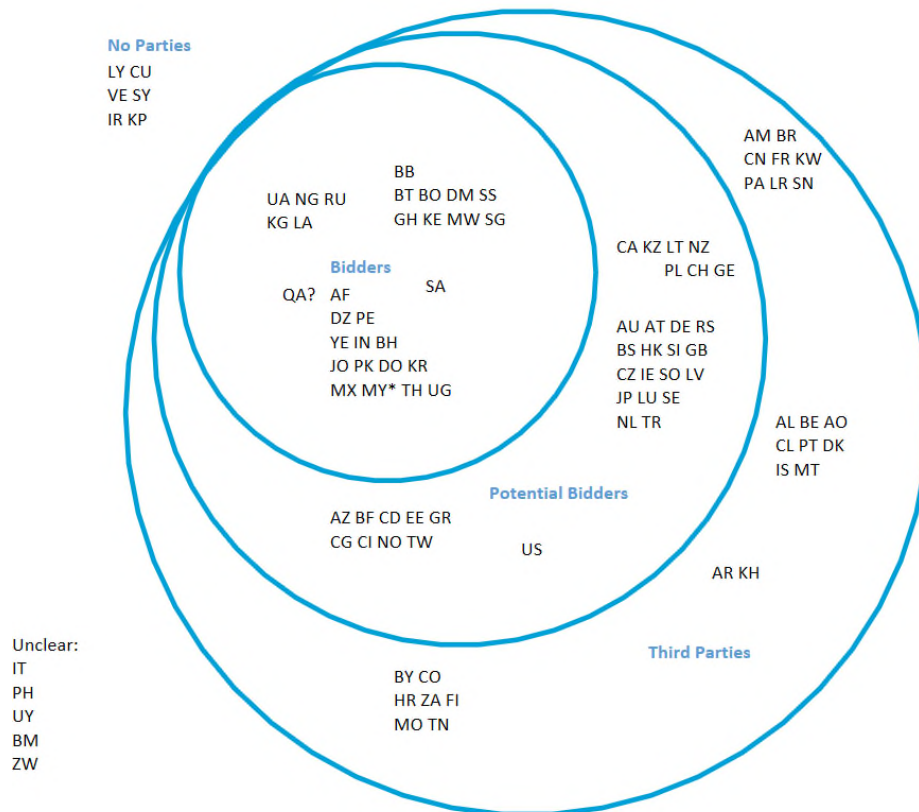 No Parties
LY CU
VE SY
IR KP
AM BR
CN FR KW
PA LR SN
BB
BT BO DM SS
GH KE MW SG
UA NG RU
KG LA
CA KZ LT NZ
PL CH GE
Bidders
SA
QA?
AF
DZ PE
YE IN BH
JO PK DO KR
MX MY* TH UG
AU AT DE RS
BS HK SI GB
CZ IE SO LV
JP LU SE
NL TR
AL BE AO
CL PT DK
IS MT
Potential Bidders
AZ BF CD EE GR
CG CI NO TW
US
AR KH
Third Parties
Unclear:
IT
PH
UY
BM
ZW
BY CO
HR ZA FI
MO TN